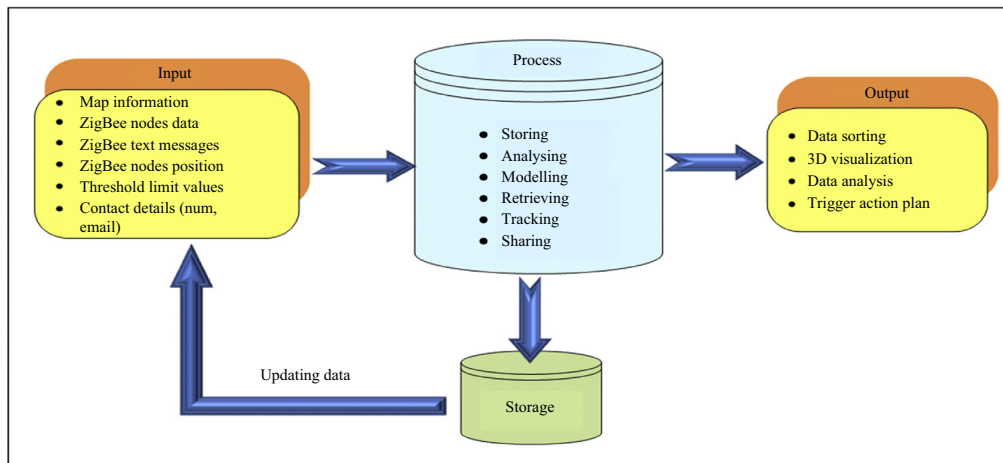 Input
Map information
ZigBee nodes data
ZigBee text messages
ZigBee nodes position
Threshold limit values
Contact details (num,
email)
Process
Storing
Analysing
Modelling
Retrieving
Tracking
Sharing
Output
Data sorting
3D visualization
Data analysis
Trigger action plan
Updating data
Storage